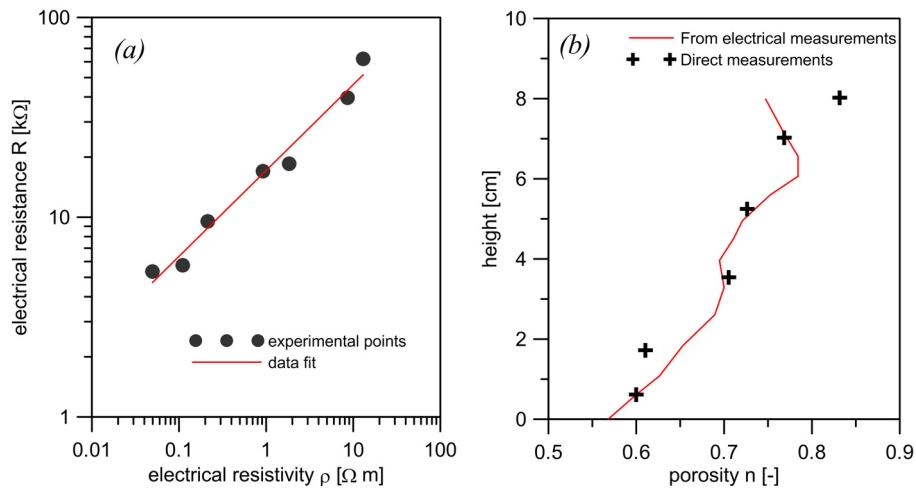 (a)
electrical resistance R [kΩ]
100
10
1
experimental points
data fit
0.01 0.1 1 10 100
electrical resistivity ρ [Ω m]
(b)
height [cm]
10
8
6
4
2
0
From electrical measurements
Direct measurements
0.5 0.6 0.7 0.8 0.9
porosity n [-]